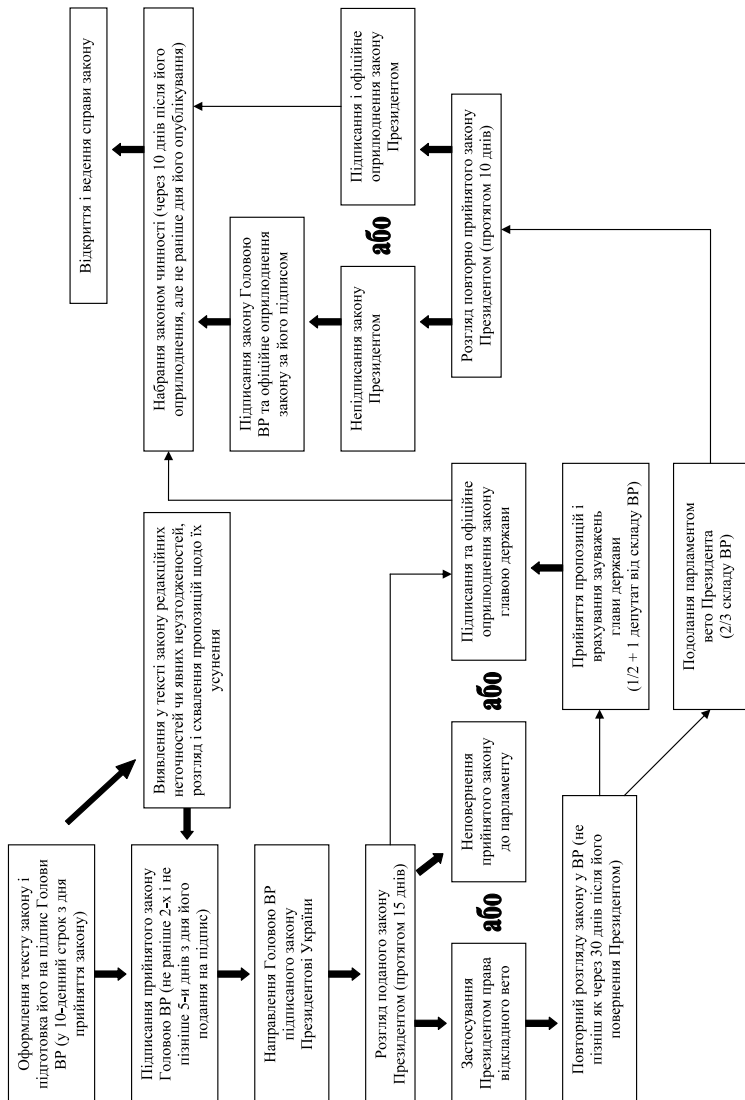 Оформлення тексту закону і
підготовка його на підпис Голови
ВР (у 10-денний строк з дня
прийняття закону)
Виявлення у тексті закону редакційних
неточностей чи явних неузгодженостей,
розгляд і схвалення пропозицій щодо їх
усунення
Підписання прийнятого закону
Головою ВР (не раніше 2-х і не
пізніше 5-и днів з дня його
подання на підпис)
Направлення Головою ВР
підписаного закону
Президентові України
Розгляд поданого закону
Президентом (протягом 15 днів)
Застосування
Президентом права
відкладного вето
або
Неповернення
прийнятого закону
до парламенту
або
Підписання та офіційне
оприлюднення закону
главою держави
Повторний розгляду закону у ВР (не
пізніш як через 30 днів після його
повернення Президентом)
Прийняття пропозицій і
врахування зауважень
глави держави
(1/2 + 1 депутат від складу ВР)
Подолання парламентом
вето Президента
(2/3 складу ВР)
Розгляд повторно прийнятого закону
Президентом (протягом 10 днів)
Непідписання закону
Президентом
або
Підписання і офіційне
оприлюднення закону
Президентом
Підписання закону Головою
ВР та офіційне оприлюднення
закону за його підписом
Набрання законом чинності (через 10 днів після його
оприлюднення, але не раніше дня його опублікування)
Відкриття і ведення справи закону